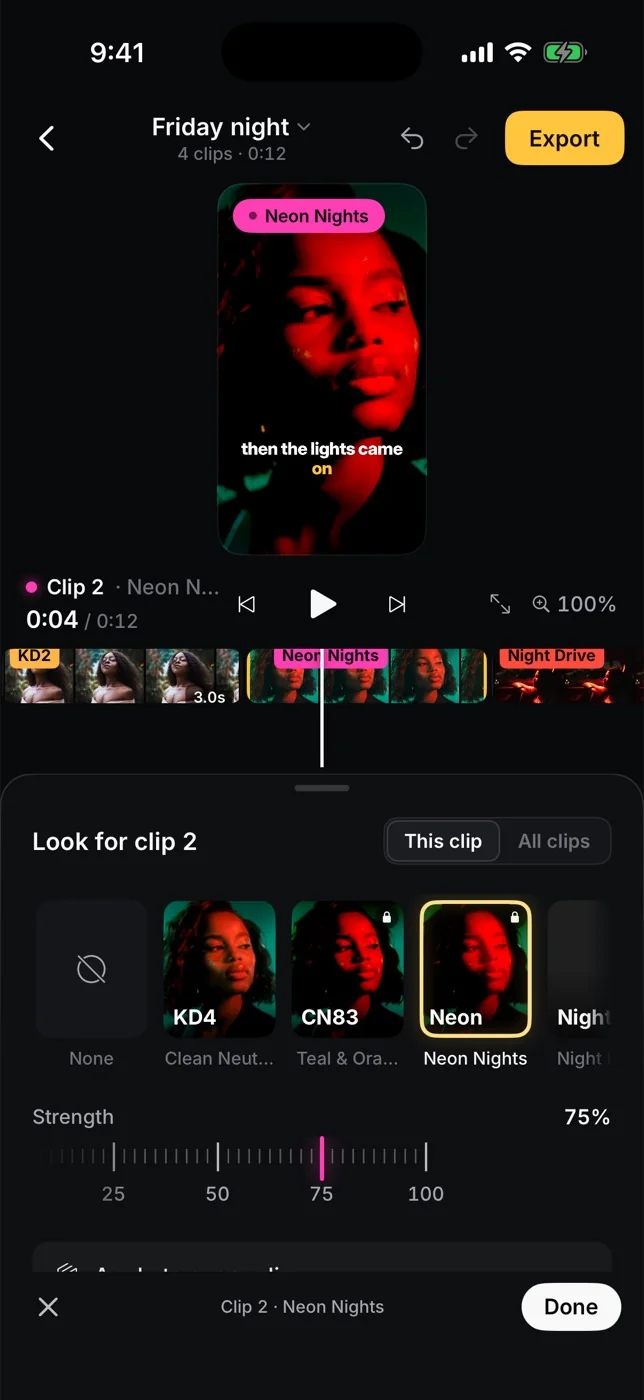 9:41
Friday night
4 clips · 0:12
Export
Neon Nights
then the lights came
on
Clip 2 · Neon N...
0:04 / 0:12
100%
KD2
3.0s
Neon Nights
Night Drive
Look for clip 2
This clip
All clips
KD4
CN83
Neon
Night
None
Clean Neut...
Teal & Ora...
Neon Nights
Night
Strength
75%
25
50
75
100
Clip 2 · Neon Nights
Done